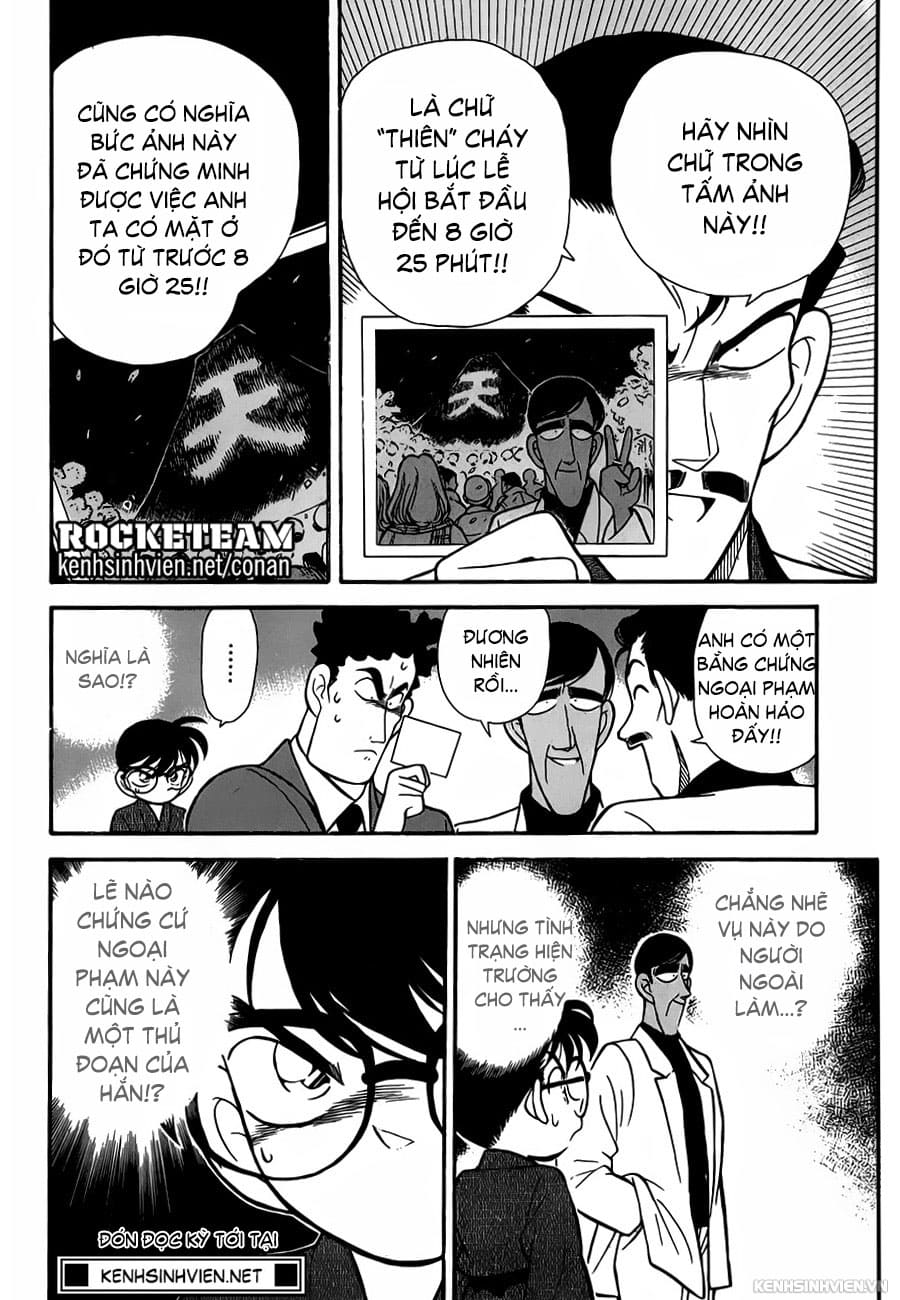 HÃY NHÌN
CHỮ TRONG
TẤM ẢNH
NÀY!!
LÀ CHỮ
"THIÊN" CHÁY
TỪ LÚC LỄ
HỘI BẮT ĐẦU
ĐẾN 8 GIỜ
25 PHÚT!!
天
CŨNG CÓ NGHĨA
BỨC ẢNH NÀY
ĐÃ CHỨNG MINH
ĐƯỢC VIỆC ANH
TA CÓ MẶT Ở
ĐÓ TỪ TRƯỚC 8
GIỜ 25!!
天
ROCKETEAM
kenhsinhvien.net/conan
ANH CÓ MỘT
BẰNG CHỨNG
NGOẠI PHẠM
HOÀN HẢO
ĐẤY!!
ĐƯƠNG
NHIÊN
RỒI...
......
NGHĨA LÀ
SAO!?
CHẲNG NHẼ
VỤ NÀY DO
NGƯỜI
NGOÀI
LÀM...?
NHƯNG TÌNH
TRẠNG HIỆN
TRƯỜNG
CHO THẤY
...
LẼ NÀO
CHỨNG CỨ
NGOẠI
PHẠM NÀY
CŨNG LÀ
MỘT THỦ
ĐOẠN CỦA
HẮN!?
ĐÓN ĐỌC KỲ TỚI TẠI
KENHSINHVIEN.NET
KENHSINHVIEN.VN